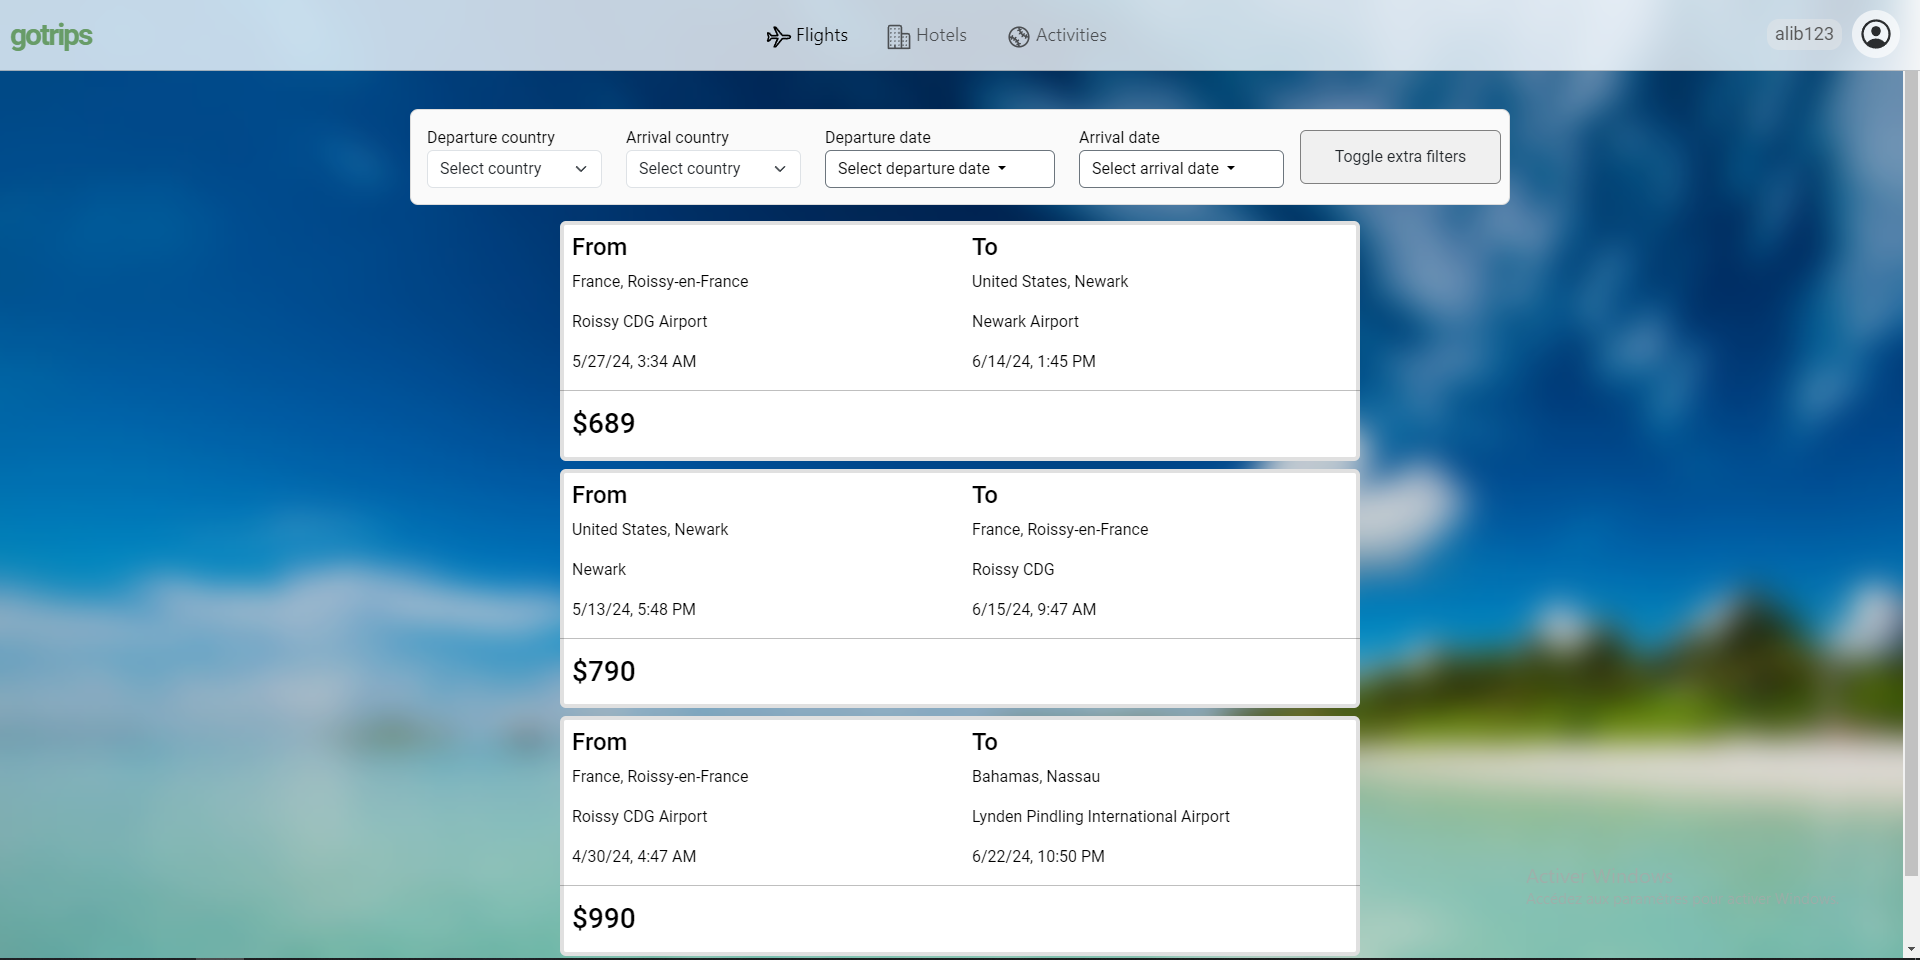 gotrips
Flights
Hotels
Activities
alib123
Departure country
Select country
Arrival country
Select country
Departure date
Select departure date
Arrival date
Select arrival date
Toggle extra filters
From
France, Roissy-en-France
Roissy CDG Airport
5/27/24, 3:34 AM
To
United States, Newark
Newark Airport
6/14/24, 1:45 PM
$689
From
United States, Newark
Newark
5/13/24, 5:48 PM
To
France, Roissy-en-France
Roissy CDG
6/15/24, 9:47 AM
$790
From
France, Roissy-en-France
Roissy CDG Airport
4/30/24, 4:47 AM
To
Bahamas, Nassau
Lynden Pindling International Airport
6/22/24, 10:50 PM
$990
Activer Windows